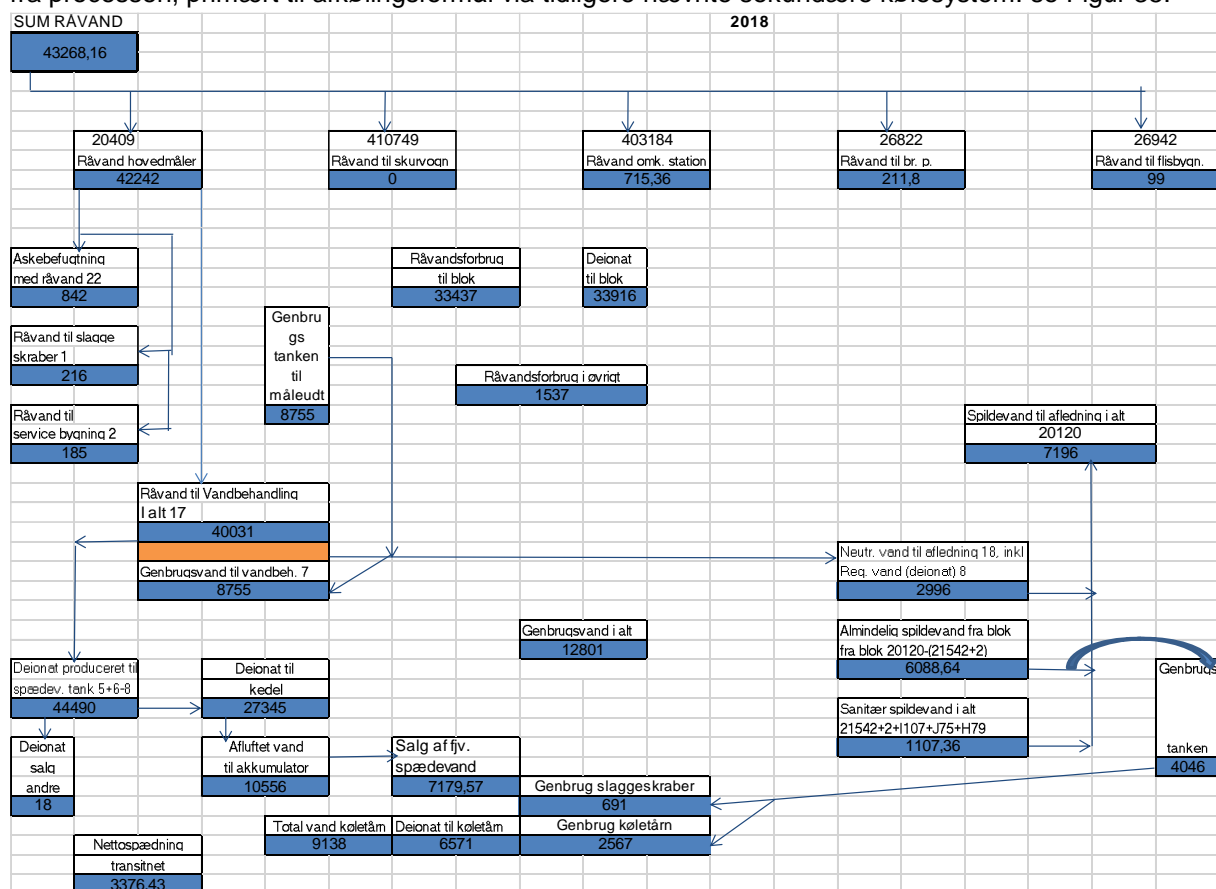 SUM RÅVAND
2018
43268,16
20409
Råvand hovedmåler
42242
410749
Råvand til skurvogn
0
403184
Råvand omk. station
715,36
26822
Råvand til br. p.
211,8
26942
Råvand til flisbygn.
99
Askebefugtning
med råvand 22
842
Råvandsforbrug
til blok
33437
Deionat
til blok
33916
Råvand til slagge
skraber 1
216
Genbru
gs
tanken
til
måleudt
8755
Råvandsforbrug i øvrigt
1537
Råvand til
service bygning 2
185
Spildevand til afledning i alt
20120
7196
Råvand til Vandbehandling
I alt 17
40031
Genbrugsvand til vandbeh. 7
8755
Neutr. vand til afledning 18, inkl
Reg. vand (deionat) 8
2996
Genbrugsvand i alt
12801
Almindelig spildevand fra blok
fra blok 20120-(21542+2)
6088,64
Deionat produceret til
spædev. tank 5+6-8
44490
Deionat til
kedel
27345
Genbrugs
tanken
4046
Sanitær spildevand i alt
21542+2+I107+J75+H79
1107,36
Deionat
salg
andre
18
Afluftet vand
til akkumulator
10556
Salg af fjv.
spædevand
7179,57
Genbrug slaggeskraber
691
Total vand køletårn
9138
Deionat til køletårn
6571
Genbrug køletårn
2567
Nettospædning
transitnet
3376,43